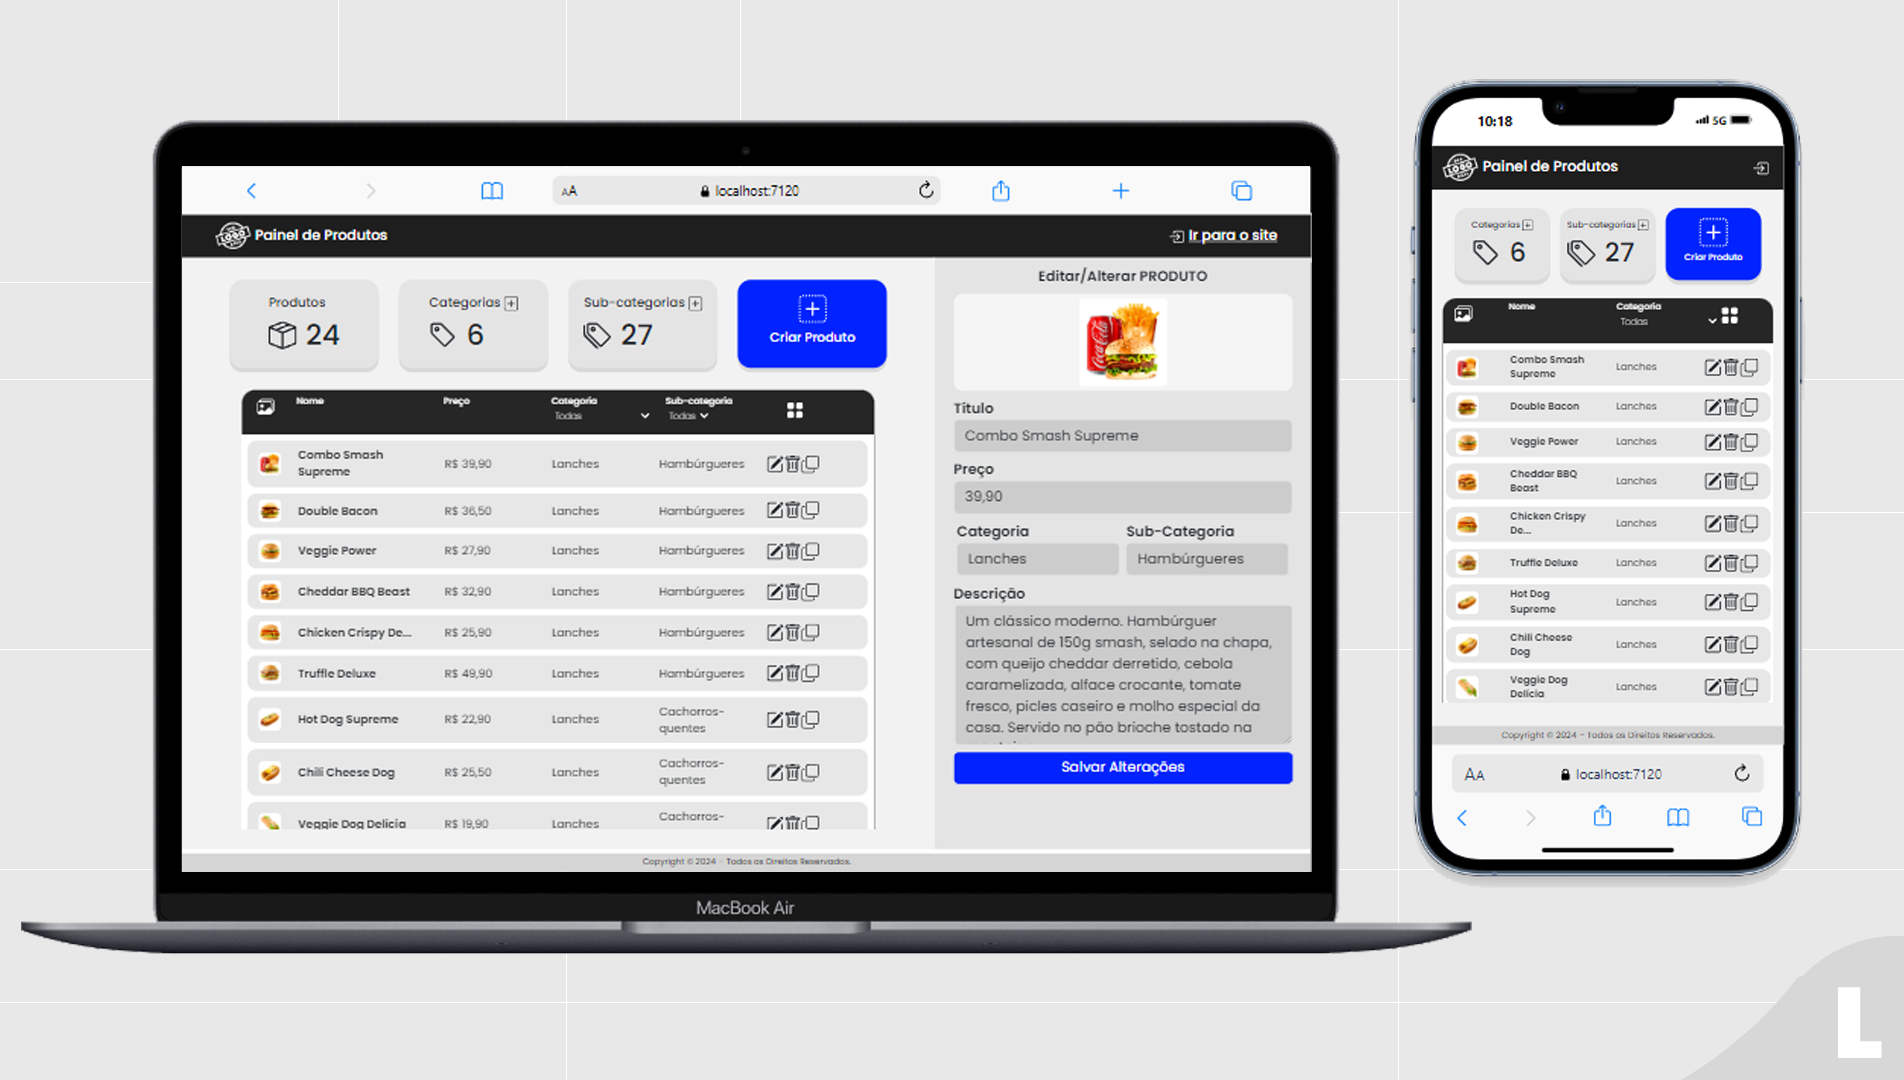 AA localhost:7120
LOGO Painel de Produtos
Ir para o site
Produtos
24
Categorias
6
Sub-categorias
27
Criar Produto
Nome Preço Categoria Sub-categoria
Todas Todas
Combo Smash
Supreme
R$ 39,90 Lanches Hambúrgueres
Double Bacon R$ 36,50 Lanches Hambúrgueres
Veggie Power R$ 27,90 Lanches Hambúrgueres
Cheddar BBQ Beast R$ 32,90 Lanches Hambúrgueres
Chicken Crispy De... R$ 25,90 Lanches Hambúrgueres
Truffle Deluxe R$ 49,90 Lanches Hambúrgueres
Hot Dog Supreme R$ 22,90 Lanches Cachorros-
quentes
Chili Cheese Dog R$ 25,50 Lanches Cachorros-
quentes
Veggie Dog Delícia R$ 19,90 Lanches Cachorros-
Editar/Alterar PRODUTO
Coca-Cola
Título
Combo Smash Supreme
Preço
39,90
Categoria Sub-Categoria
Lanches Hambúrgueres
Descrição
Um clássico moderno. Hambúrguer
artesanal de 150g smash, selado na chapa,
com queijo cheddar derretido, cebola
caramelizada, alface crocante, tomate
fresco, picles caseiro e molho especial da
casa. Servido no pão brioche tostado na
Salvar Alterações
Copyright © 2024 - Todos os Direitos Reservados.
MacBook Air
10:18 5G
LOGO Painel de Produtos
Categorias
6
Sub-categorias
27
Criar Produto
Nome Categoria
Todas
Combo Smash
Supreme
Lanches
Double Bacon Lanches
Veggie Power Lanches
Cheddar BBQ
Beast
Lanches
Chicken Crispy
De...
Lanches
Truffle Deluxe Lanches
Hot Dog
Supreme
Lanches
Chili Cheese
Dog
Lanches
Veggie Dog
Delícia
Lanches
Copyright © 2024 - Todos os Direitos Reservados.
AA localhost:7120
L